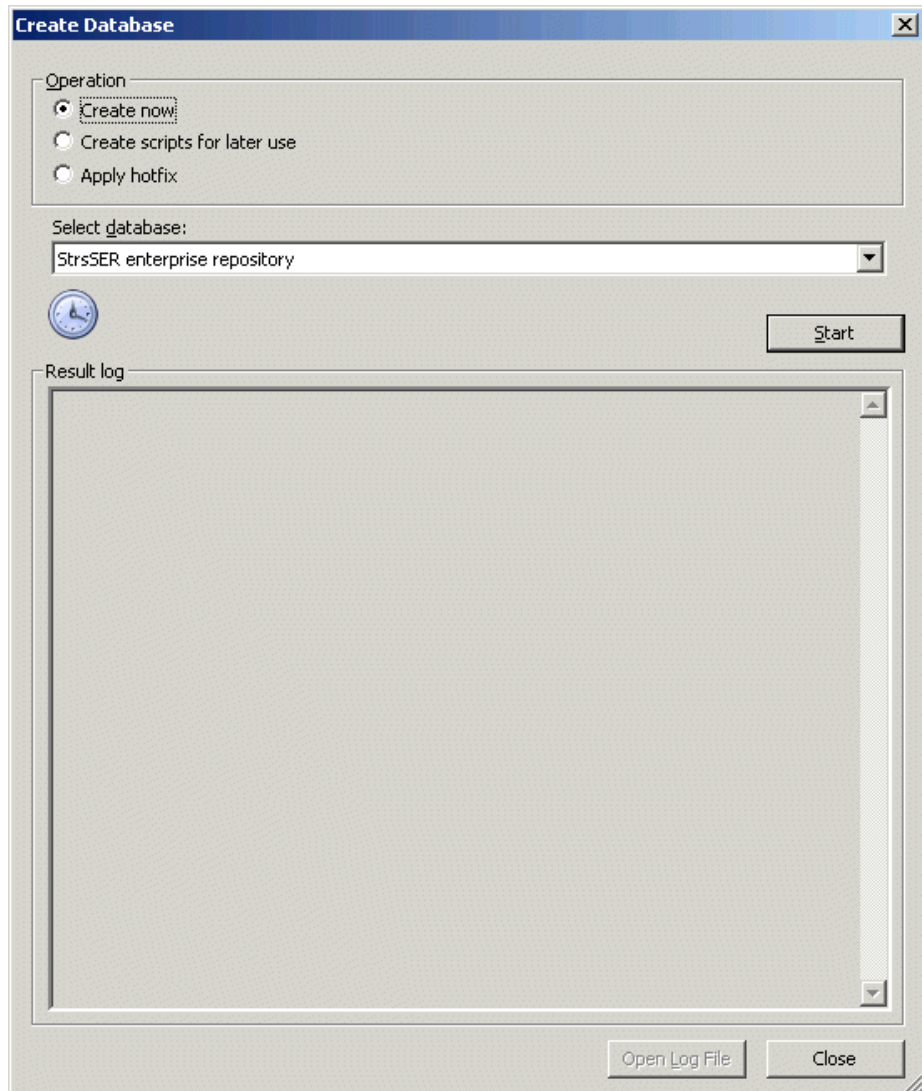 Create Database
Operation
Create now
Create scripts for later use
Apply hotfix
Select database:
StrsSER enterprise repository
Start
Result log
Open Log File
Close